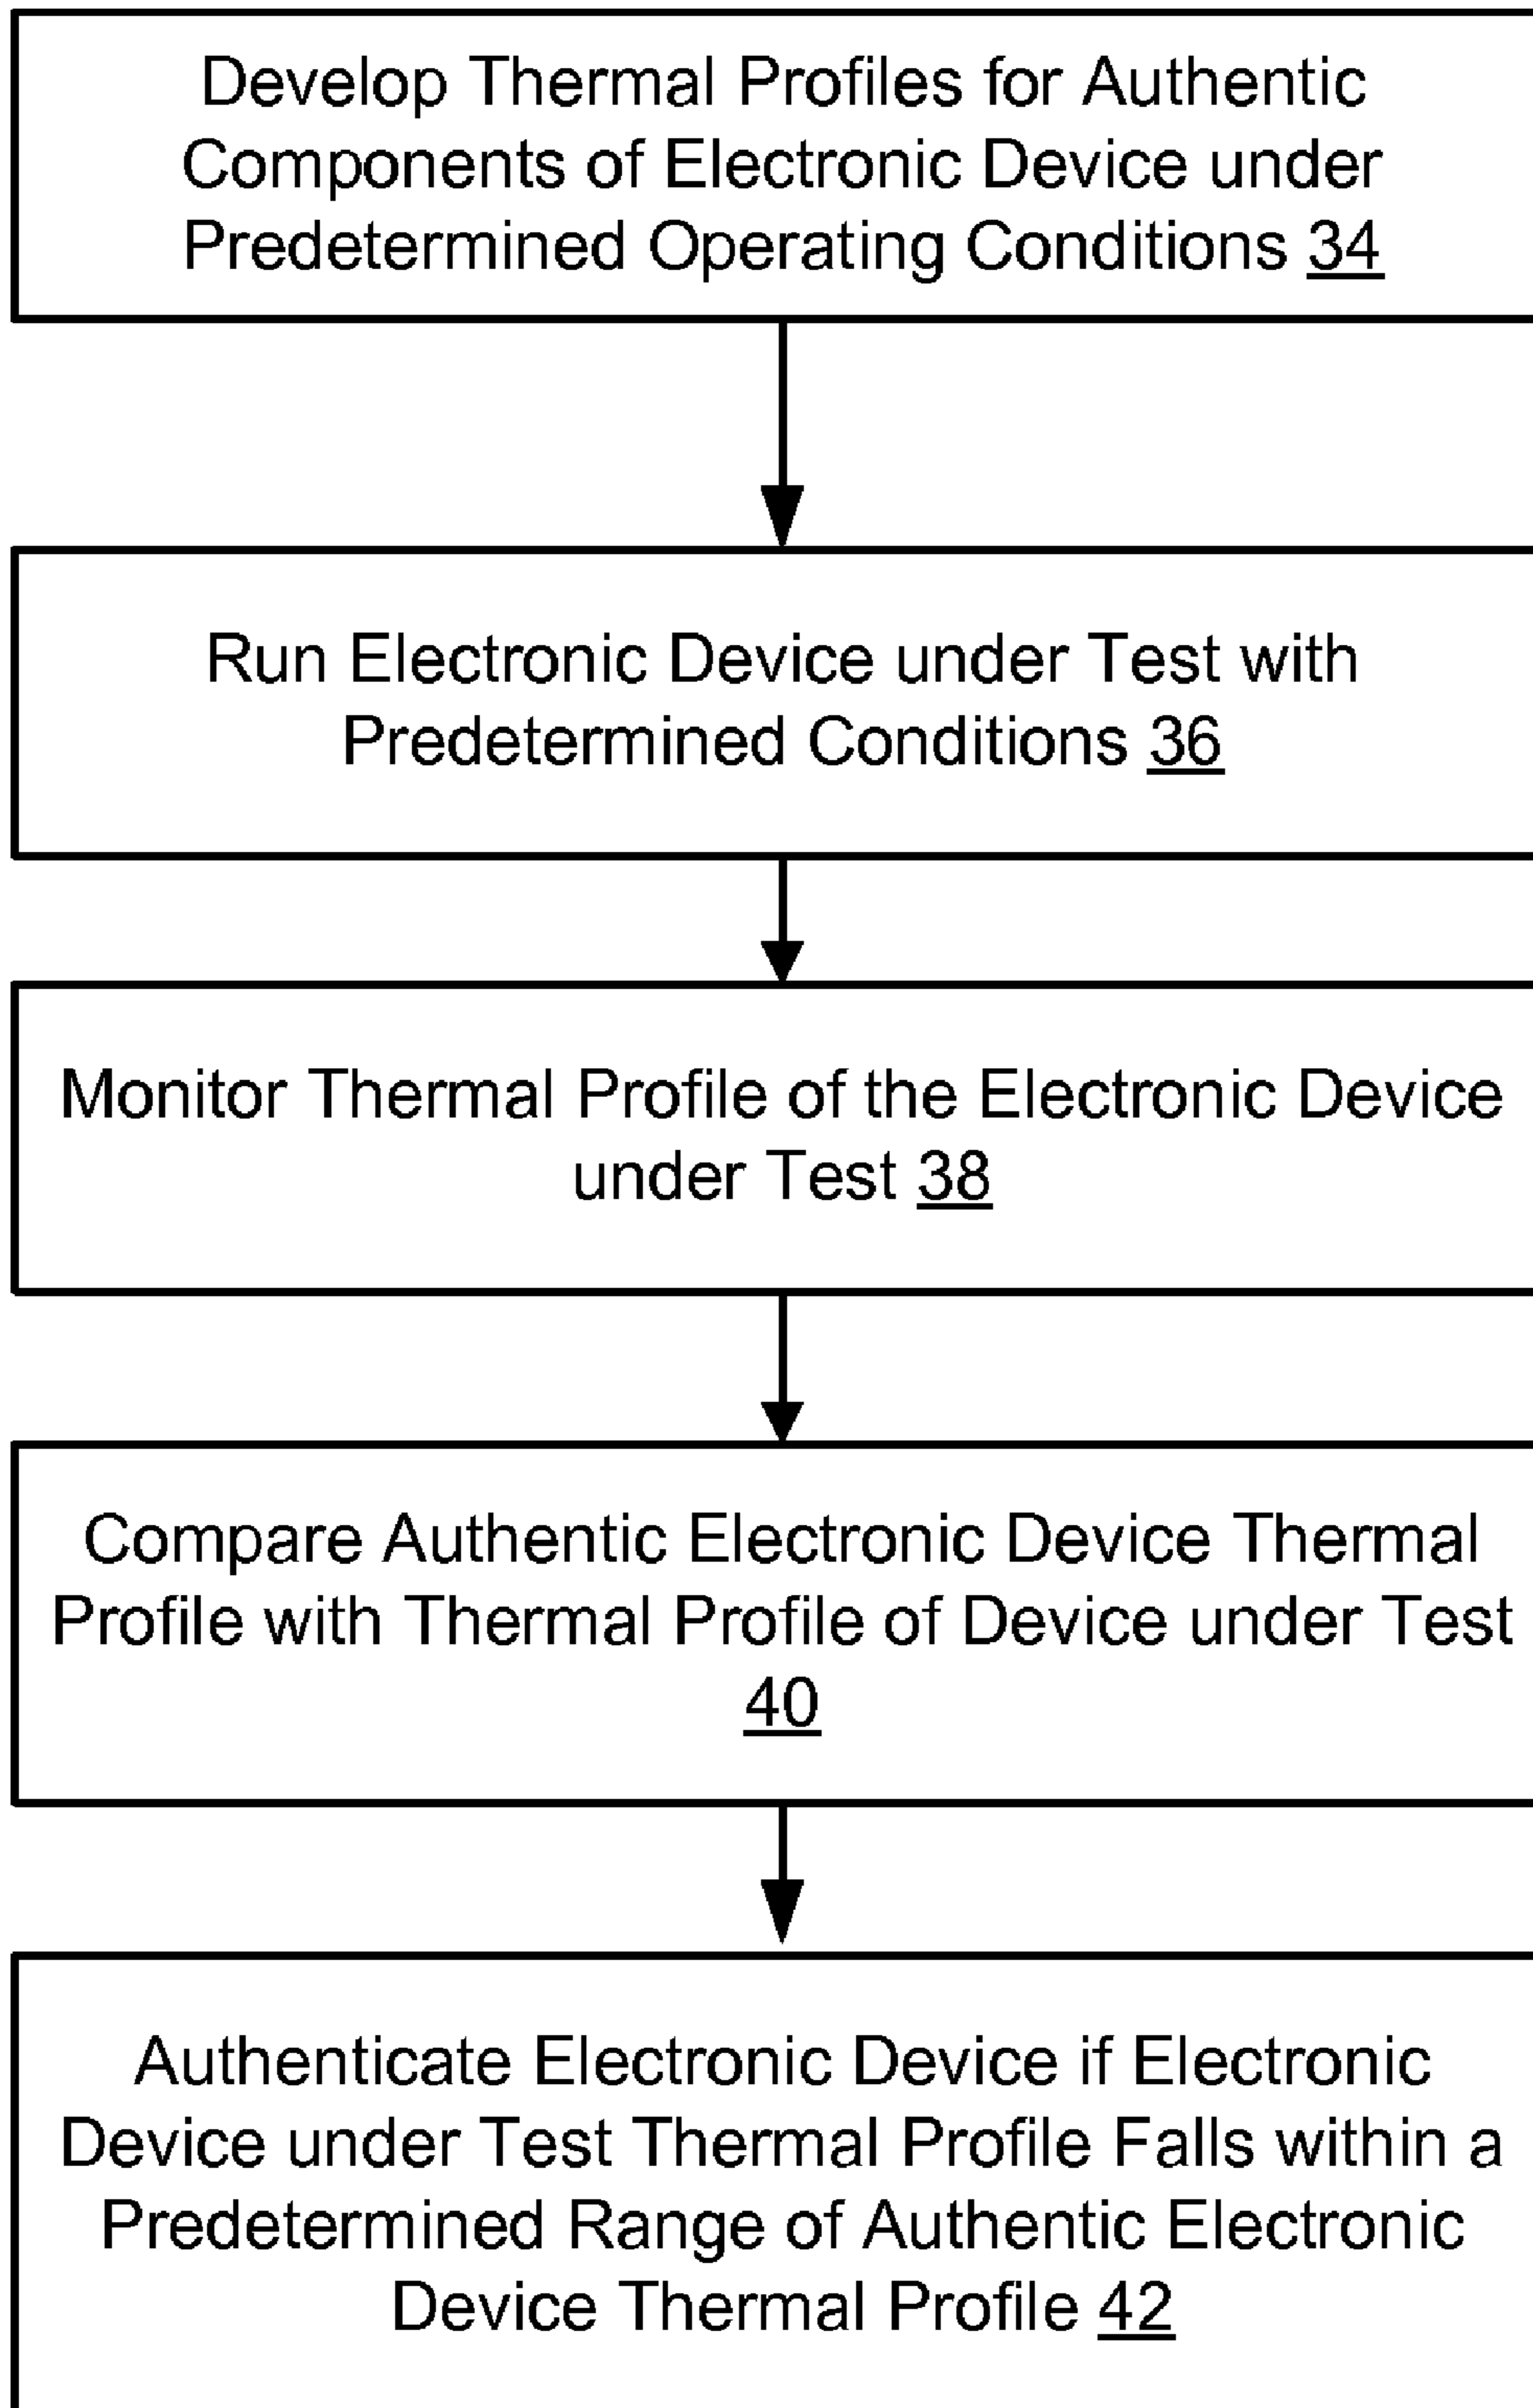 Develop Thermal Profiles for Authentic
Components of Electronic Device under
Predetermined Operating Conditions 34
Run Electronic Device under Test with
Predetermined Conditions 36
Monitor Thermal Profile of the Electronic Device
under Test 38
Compare Authentic Electronic Device Thermal
Profile with Thermal Profile of Device under Test
40
Authenticate Electronic Device if Electronic
Device under Test Thermal Profile Falls within a
Predetermined Range of Authentic Electronic
Device Thermal Profile 42